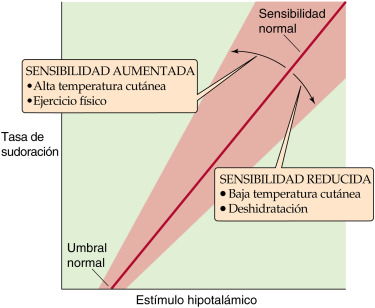 Sensibilidad
normal
SENSIBILIDAD AUMENTADA
• Alta temperatura cutánea
• Ejercicio físico
Tasa de
sudoración
SENSIBILIDAD REDUCIDA
• Baja temperatura cutánea
• Deshidratación
Umbral
normal
Estímulo hipotalámico